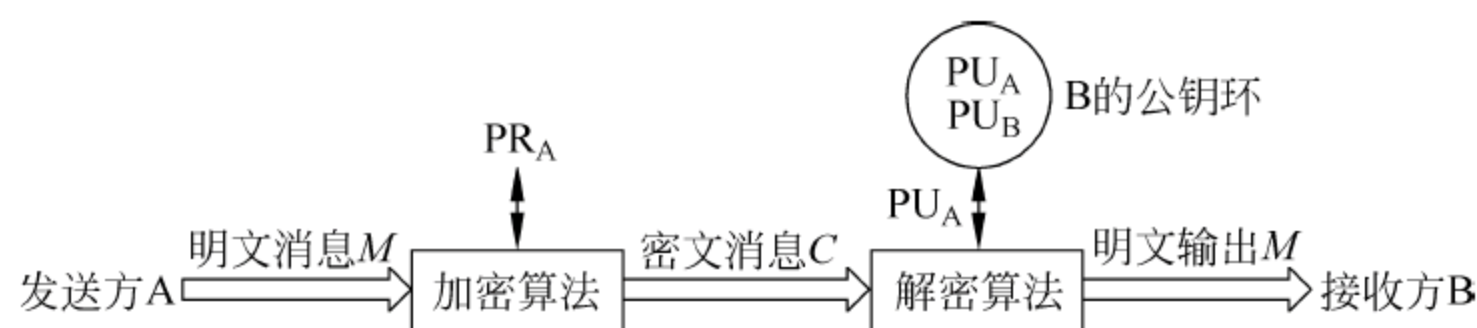 PUA
PUB
B的公钥环
PRA
PUA
明文消息M
密文消息C
明文输出M
发送方A
加密算法
解密算法
接收方B